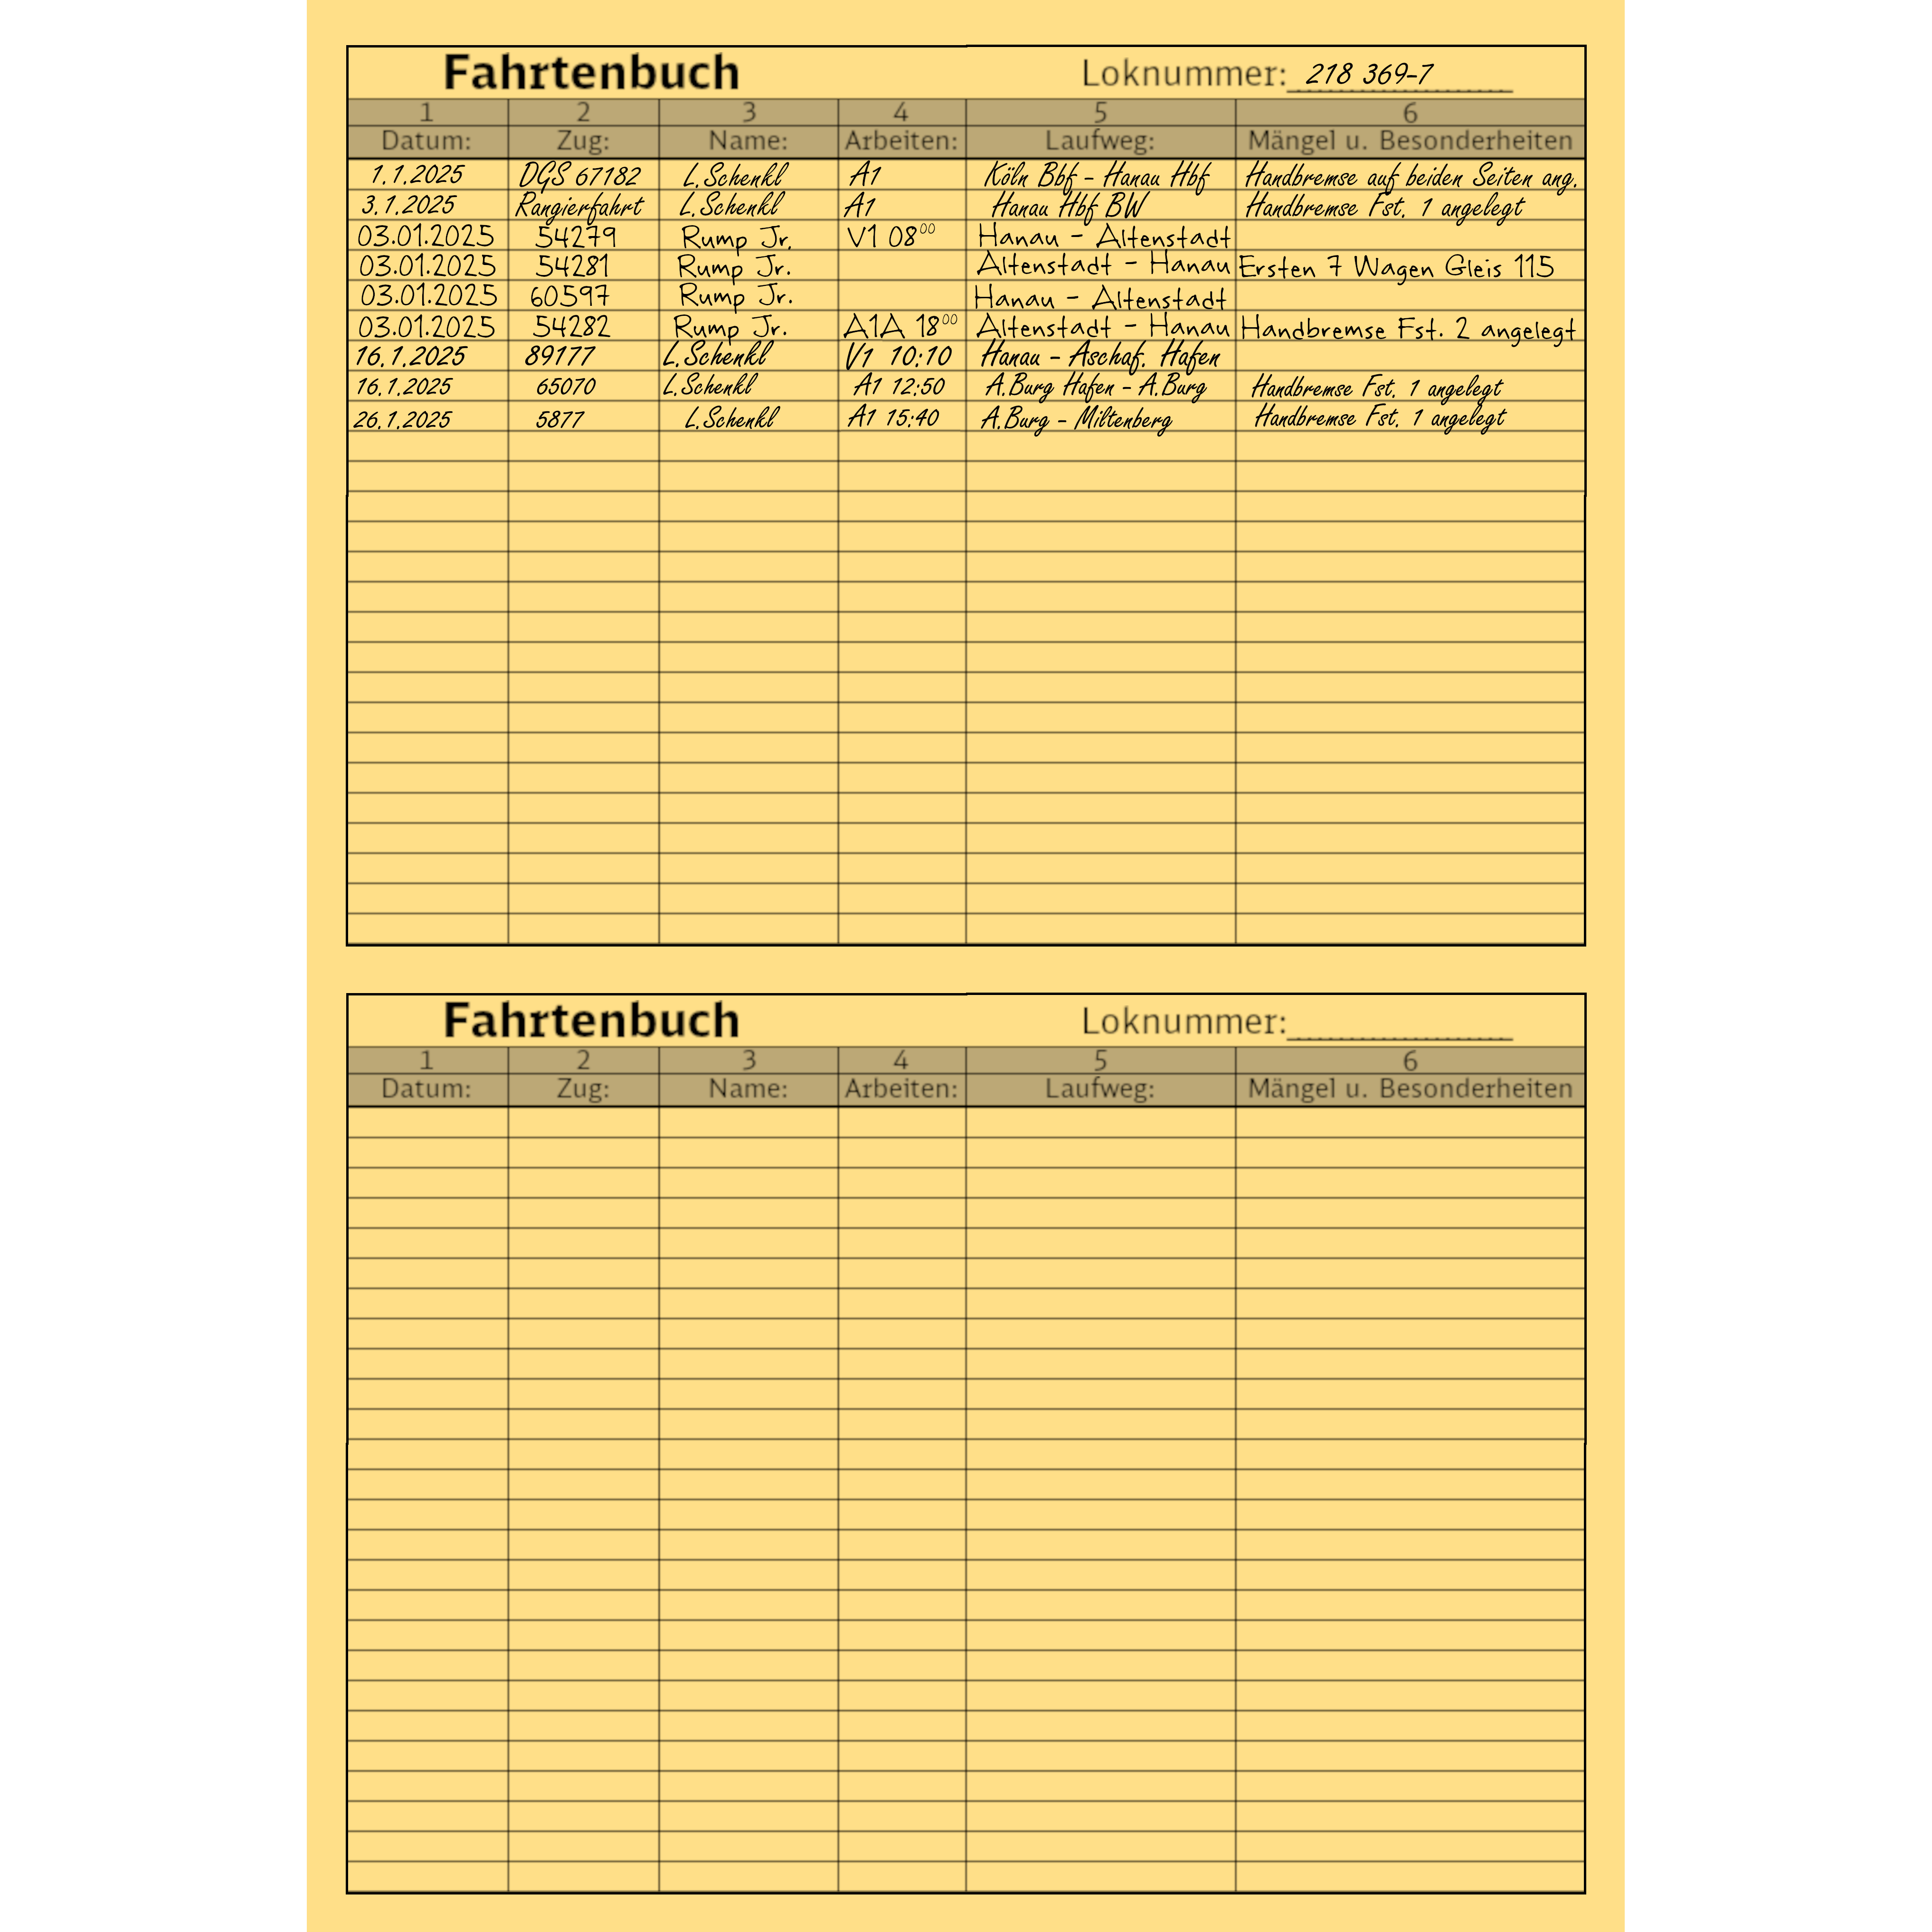 Fahrtenbuch Loknummer: 218 369-7
1 2 3 4 5 6
Datum: Zug: Name: Arbeiten: Laufweg: Mängel u. Besonderheiten
1.1.2025 DGS 67182 L.Schenkl A1 Köln Bbf - Hanau Hbf Handbremse auf beiden Seiten ang.
3.1.2025 Rangierfahrt L.Schenkl A1 Hanau Hbf BW Handbremse Fst. 1 angelegt
03.01.2025 54279 Rump Jr. V1 08⁰⁰ Hanau - Altenstadt
03.01.2025 54281 Rump Jr. Altenstadt - Hanau Ersten 7 Wagen Gleis 115
03.01.2025 60597 Rump Jr. Hanau - Altenstadt
03.01.2025 54282 Rump Jr. A1A 18⁰⁰ Altenstadt - Hanau Handbremse Fst. 2 angelegt
16.1.2025 89177 L.Schenkl V1 10:10 Hanau - Aschaf. Hafen
16.1.2025 65070 L.Schenkl A1 12:50 A.Burg Hafen - A.Burg Handbremse Fst. 1 angelegt
26.1.2025 5877 L.Schenkl A1 15:40 A.Burg - Miltenberg Handbremse Fst. 1 angelegt
Fahrtenbuch Loknummer:
1 2 3 4 5 6
Datum: Zug: Name: Arbeiten: Laufweg: Mängel u. Besonderheiten